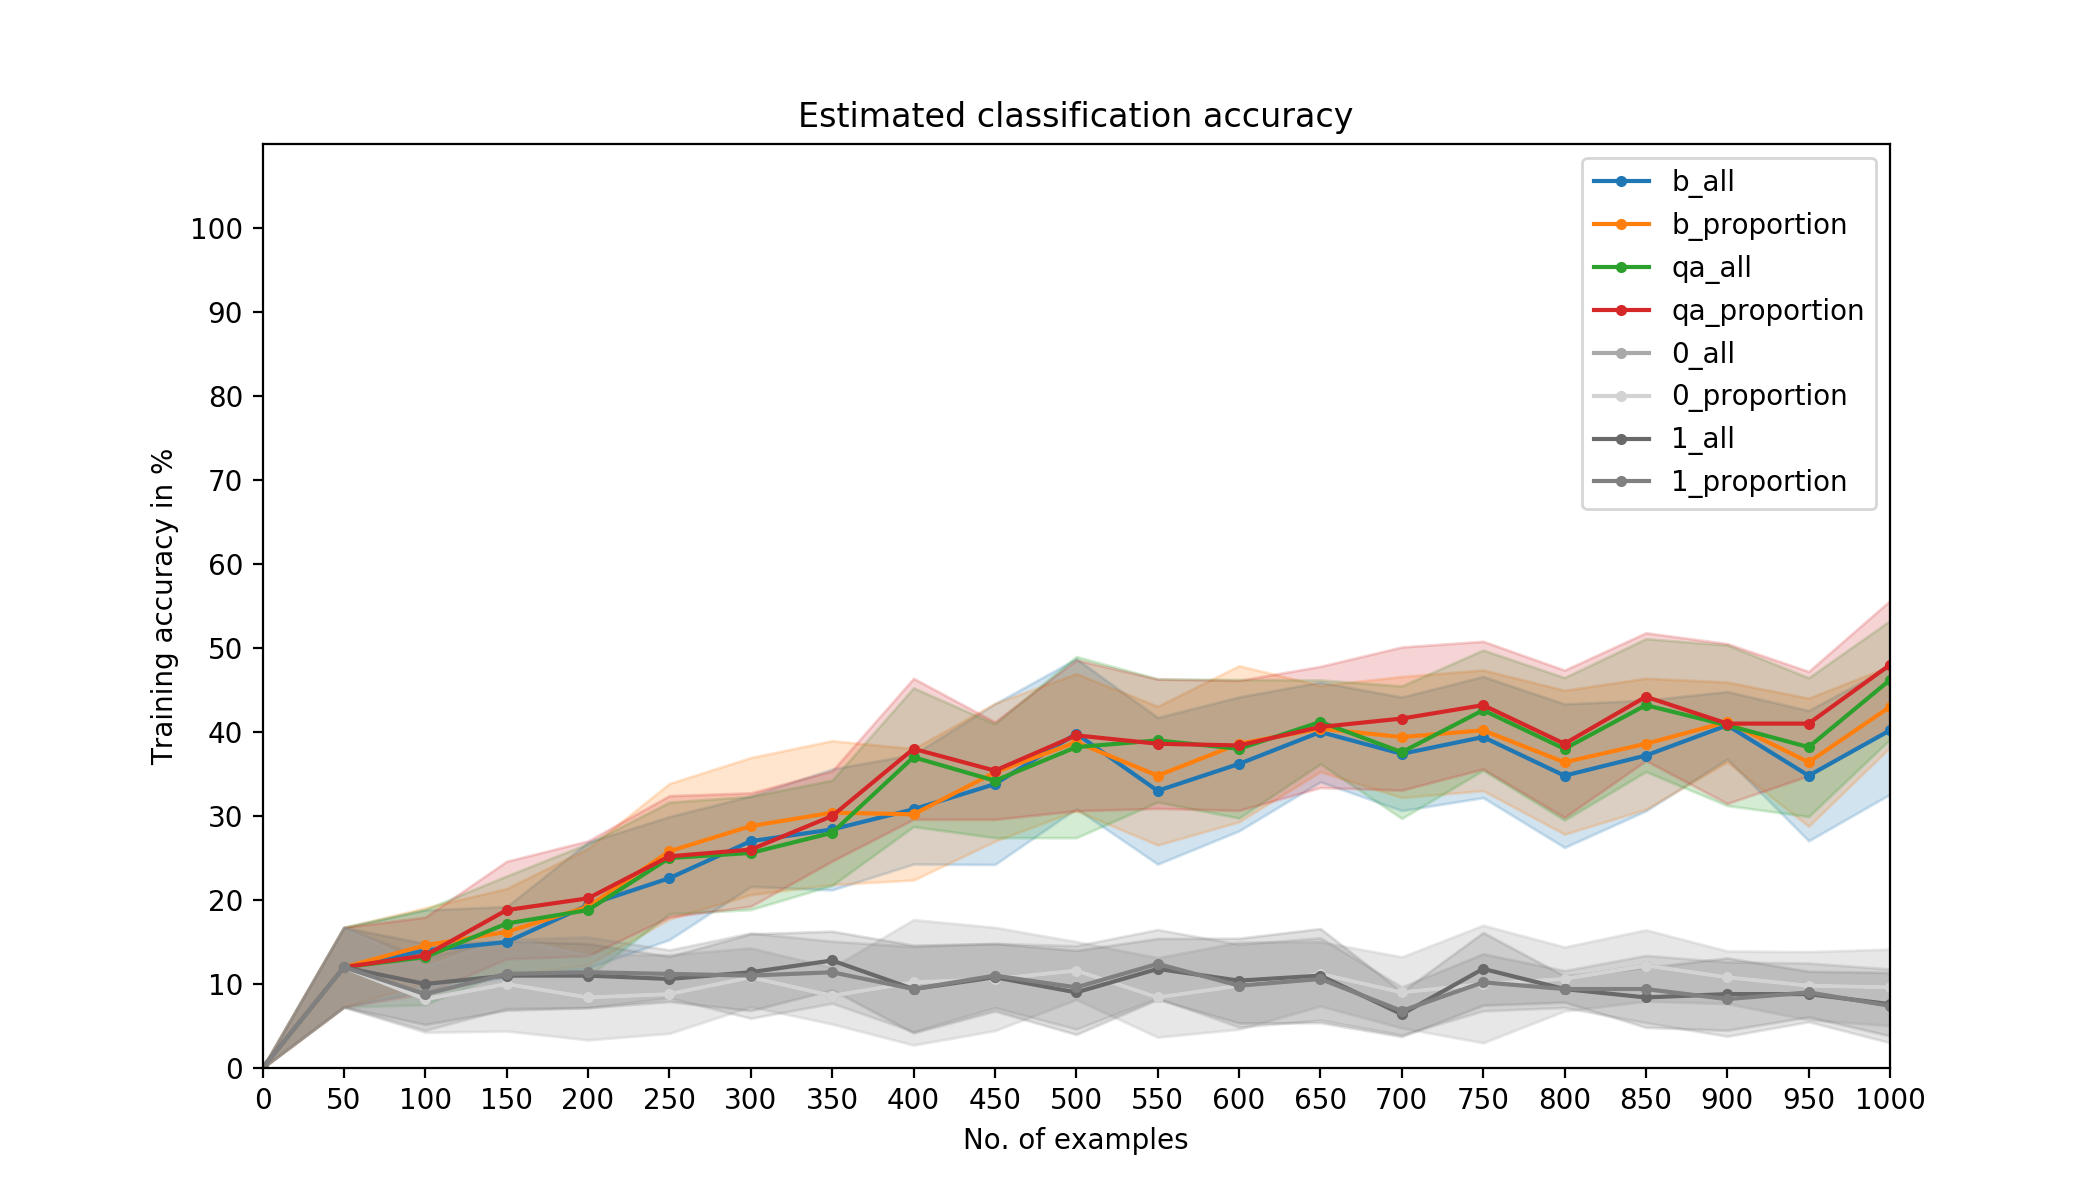 Estimated classification accuracy
b_all
b_proportion
qa_all
qa_proportion
0_all
0_proportion
1_all
1_proportion
Training accuracy in %
100
90
80
70
60
50
40
30
20
10
0
0 50 100 150 200 250 300 350 400 450 500 550 600 650 700 750 800 850 900 950 1000
No. of examples